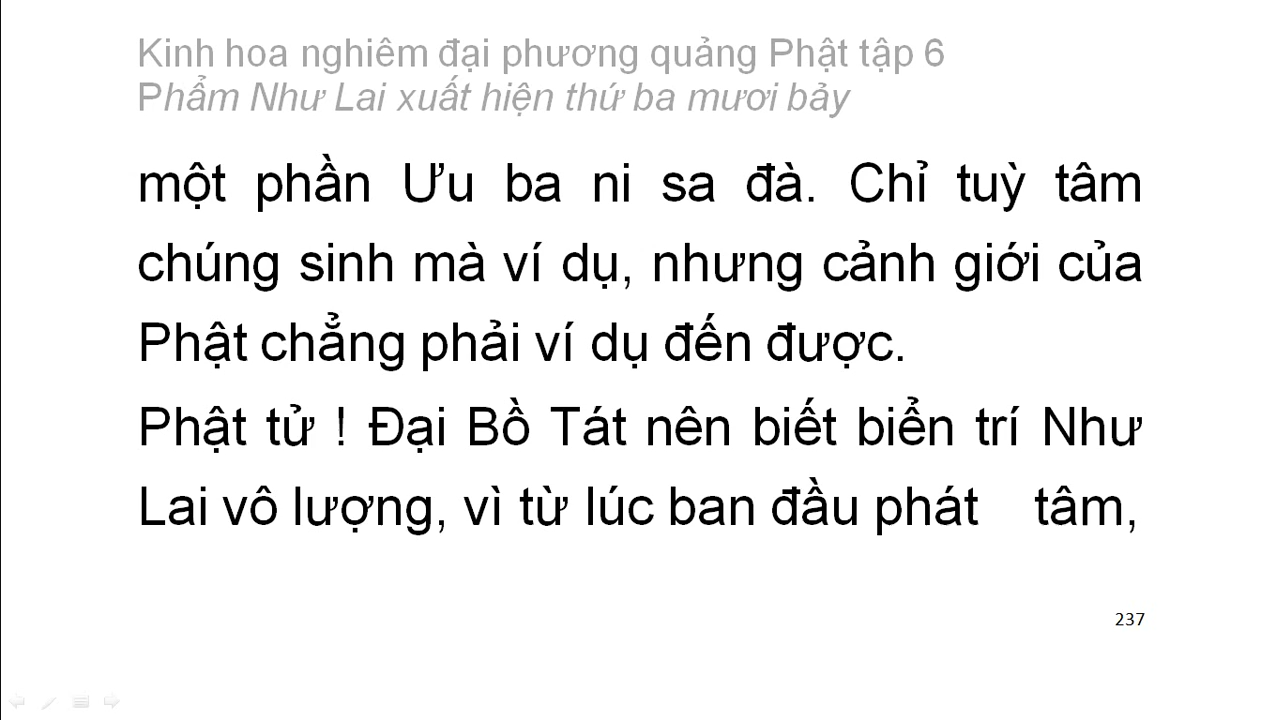 Kinh hoa nghiêm đại phương quảng Phật tập 6
Phẩm Như Lai xuất hiện thứ ba mươi bảy
một phần Ưu ba ni sa đà. Chỉ tuỳ tâm
chúng sinh mà ví dụ, nhưng cảnh giới của
Phật chẳng phải ví dụ đến được.
Phật tử ! Đại Bồ Tát nên biết biển trí Như
Lai vô lượng, vì từ lúc ban đầu phát tâm,
237